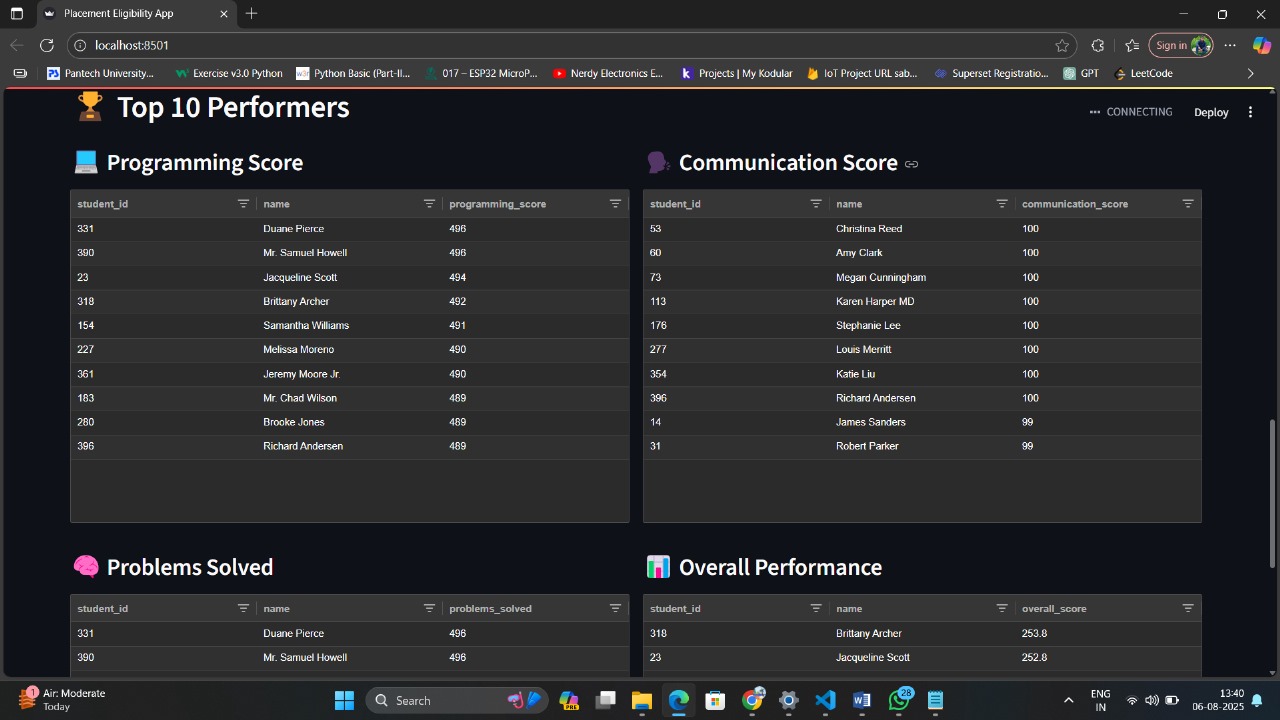 Placement Eligibility App
localhost:8501
Sign in
Pantech University...
Exercise v3.0 Python
w3r
Python Basic (Part-II...
017 – ESP32 MicroP...
Nerdy Electronics E...
k
Projects | My Kodular
IoT Project URL sab...
Superset Registratio...
GPT
LeetCode
Top 10 Performers
CONNECTING
Deploy
Programming Score
student_id name programming_score
331 Duane Pierce 496
390 Mr. Samuel Howell 496
23 Jacqueline Scott 494
318 Brittany Archer 492
154 Samantha Williams 491
227 Melissa Moreno 490
361 Jeremy Moore Jr. 490
183 Mr. Chad Wilson 489
280 Brooke Jones 489
396 Richard Andersen 489
Communication Score
student_id name communication_score
53 Christina Reed 100
60 Amy Clark 100
73 Megan Cunningham 100
113 Karen Harper MD 100
176 Stephanie Lee 100
277 Louis Merritt 100
354 Katie Liu 100
396 Richard Andersen 100
14 James Sanders 99
31 Robert Parker 99
Problems Solved
student_id name problems_solved
331 Duane Pierce 496
390 Mr. Samuel Howell 496
Overall Performance
student_id name overall_score
318 Brittany Archer 253.8
23 Jacqueline Scott 252.8
1
Air: Moderate
Today
Search
PRE
28
ENG
IN
13:40
06-08-2025